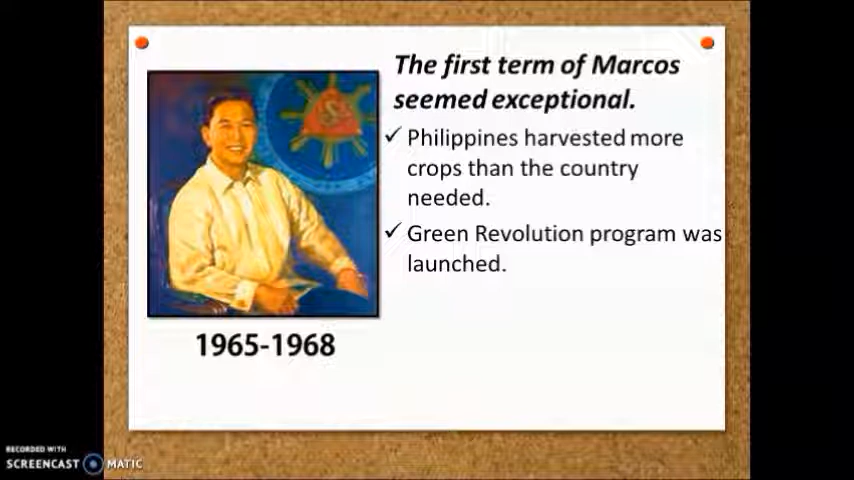 The first term of Marcos
seemed exceptional.
✓ Philippines harvested more
crops than the country
needed.
✓ Green Revolution program was
launched.
1965-1968
RECORDED WITH
SCREENCAST MATIC